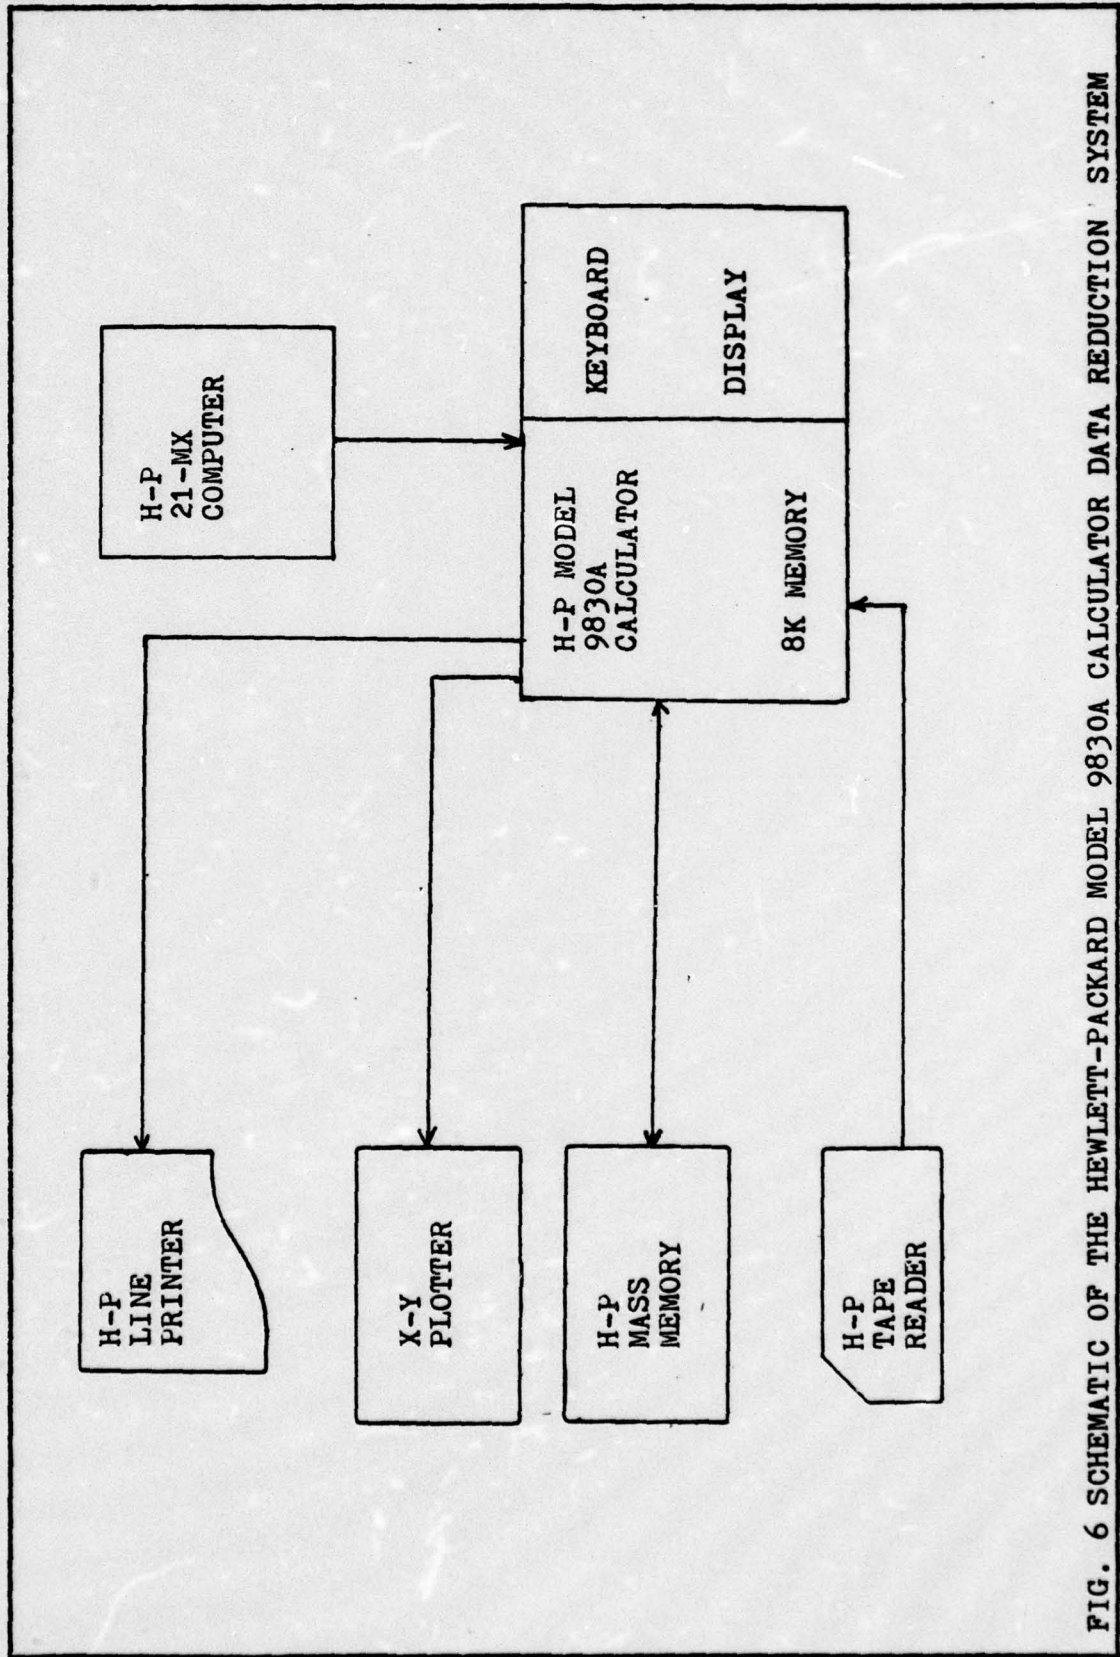 H-P
LINE
PRINTER
X-Y
PLOTTER
H-P
MASS
MEMORY
H-P
TAPE
READER
H-P
21-MX
COMPUTER
H-P MODEL
9830A
CALCULATOR
8K MEMORY
KEYBOARD
DISPLAY
FIG. 6 SCHEMATIC OF THE HEWLETT-PACKARD MODEL 9830A CALCULATOR DATA REDUCTION SYSTEM